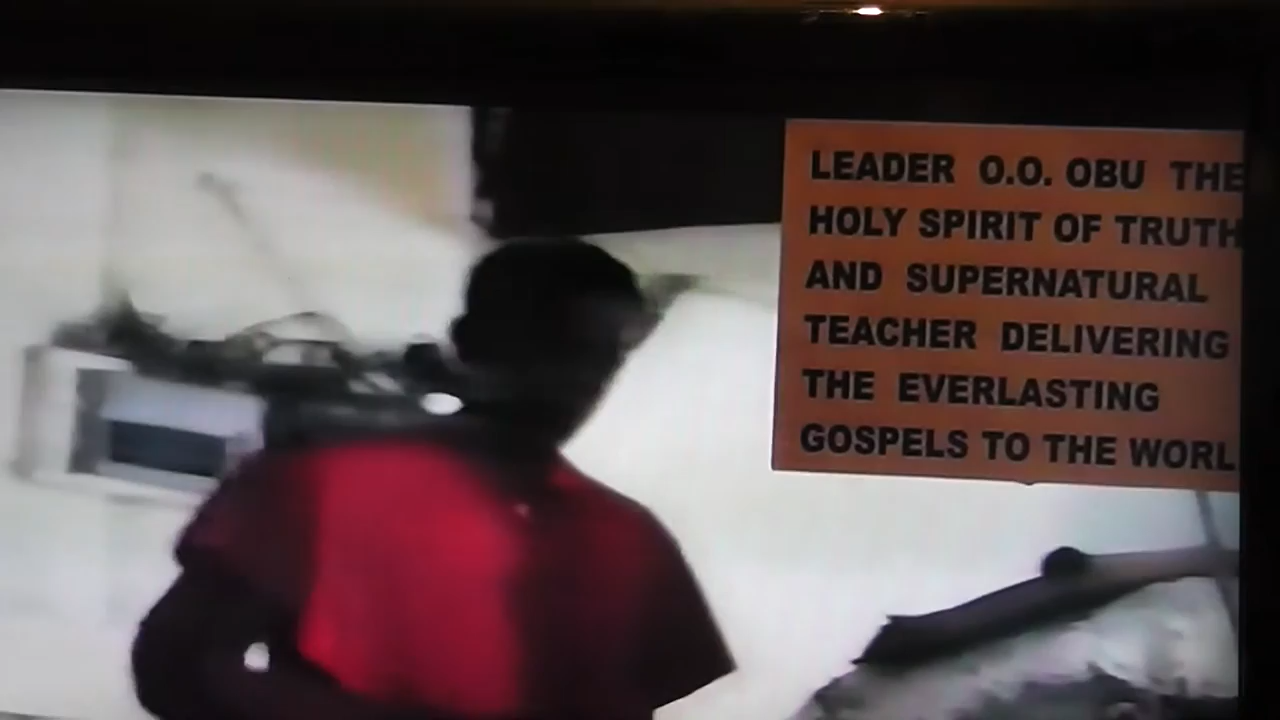 LEADER O.O. OBU THE
HOLY SPIRIT OF TRUTH
AND SUPERNATURAL
TEACHER DELIVERING
THE EVERLASTING
GOSPELS TO THE WORL